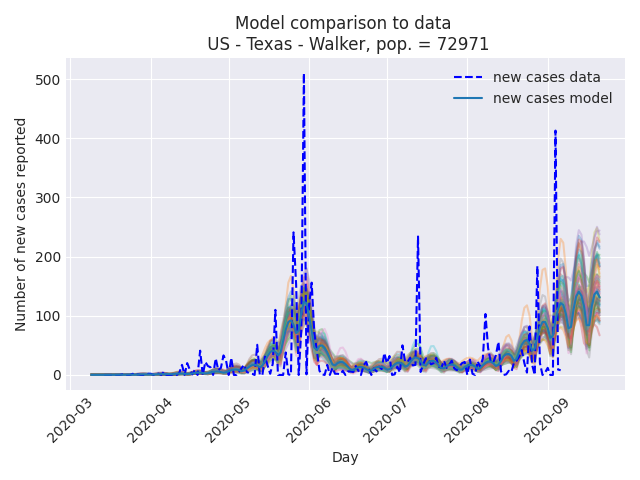 Model comparison to data
US - Texas - Walker, pop. = 72971
new cases data
new cases model
Number of new cases reported
500
400
300
200
100
0
2020-03
2020-04
2020-05
2020-06
2020-07
2020-08
2020-09
Day